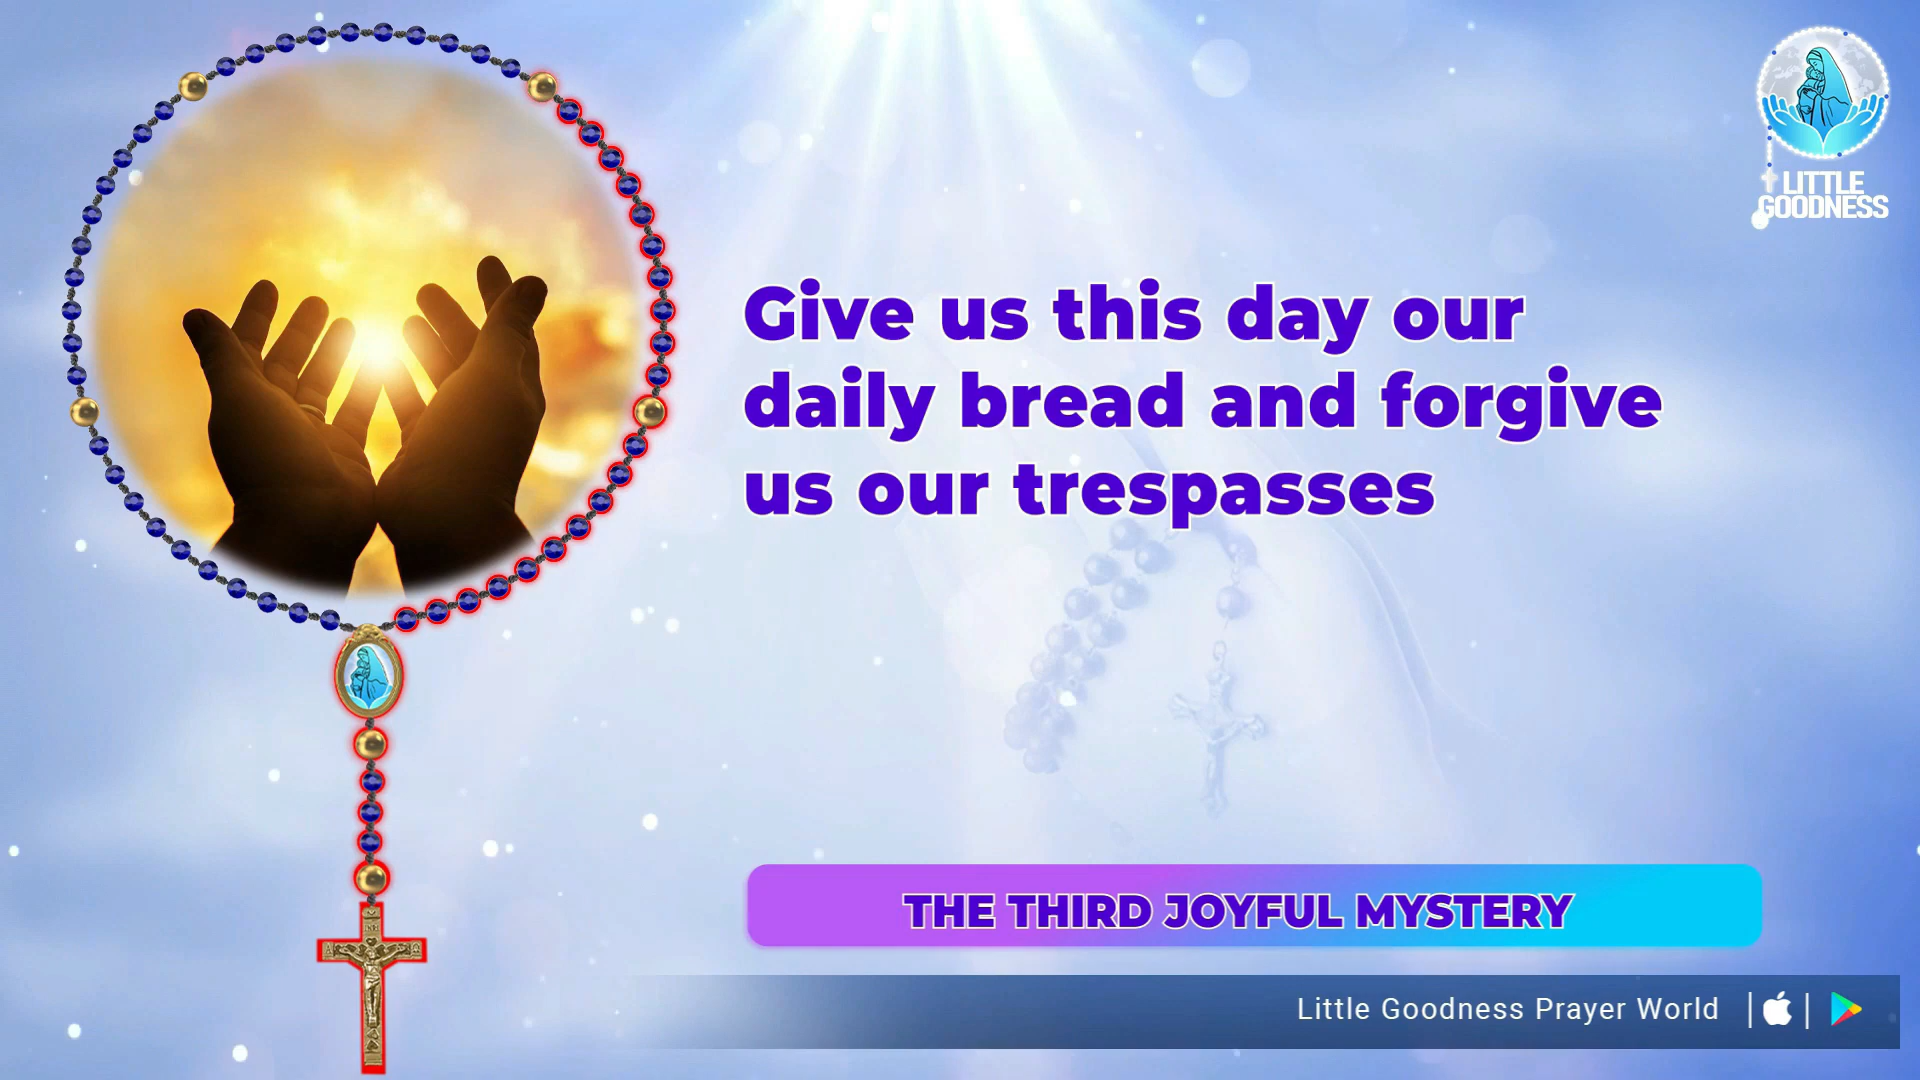 LITTLE
GOODNESS
Give us this day our
daily bread and forgive
us our trespasses
THE THIRD JOYFUL MYSTERY
Little Goodness Prayer World